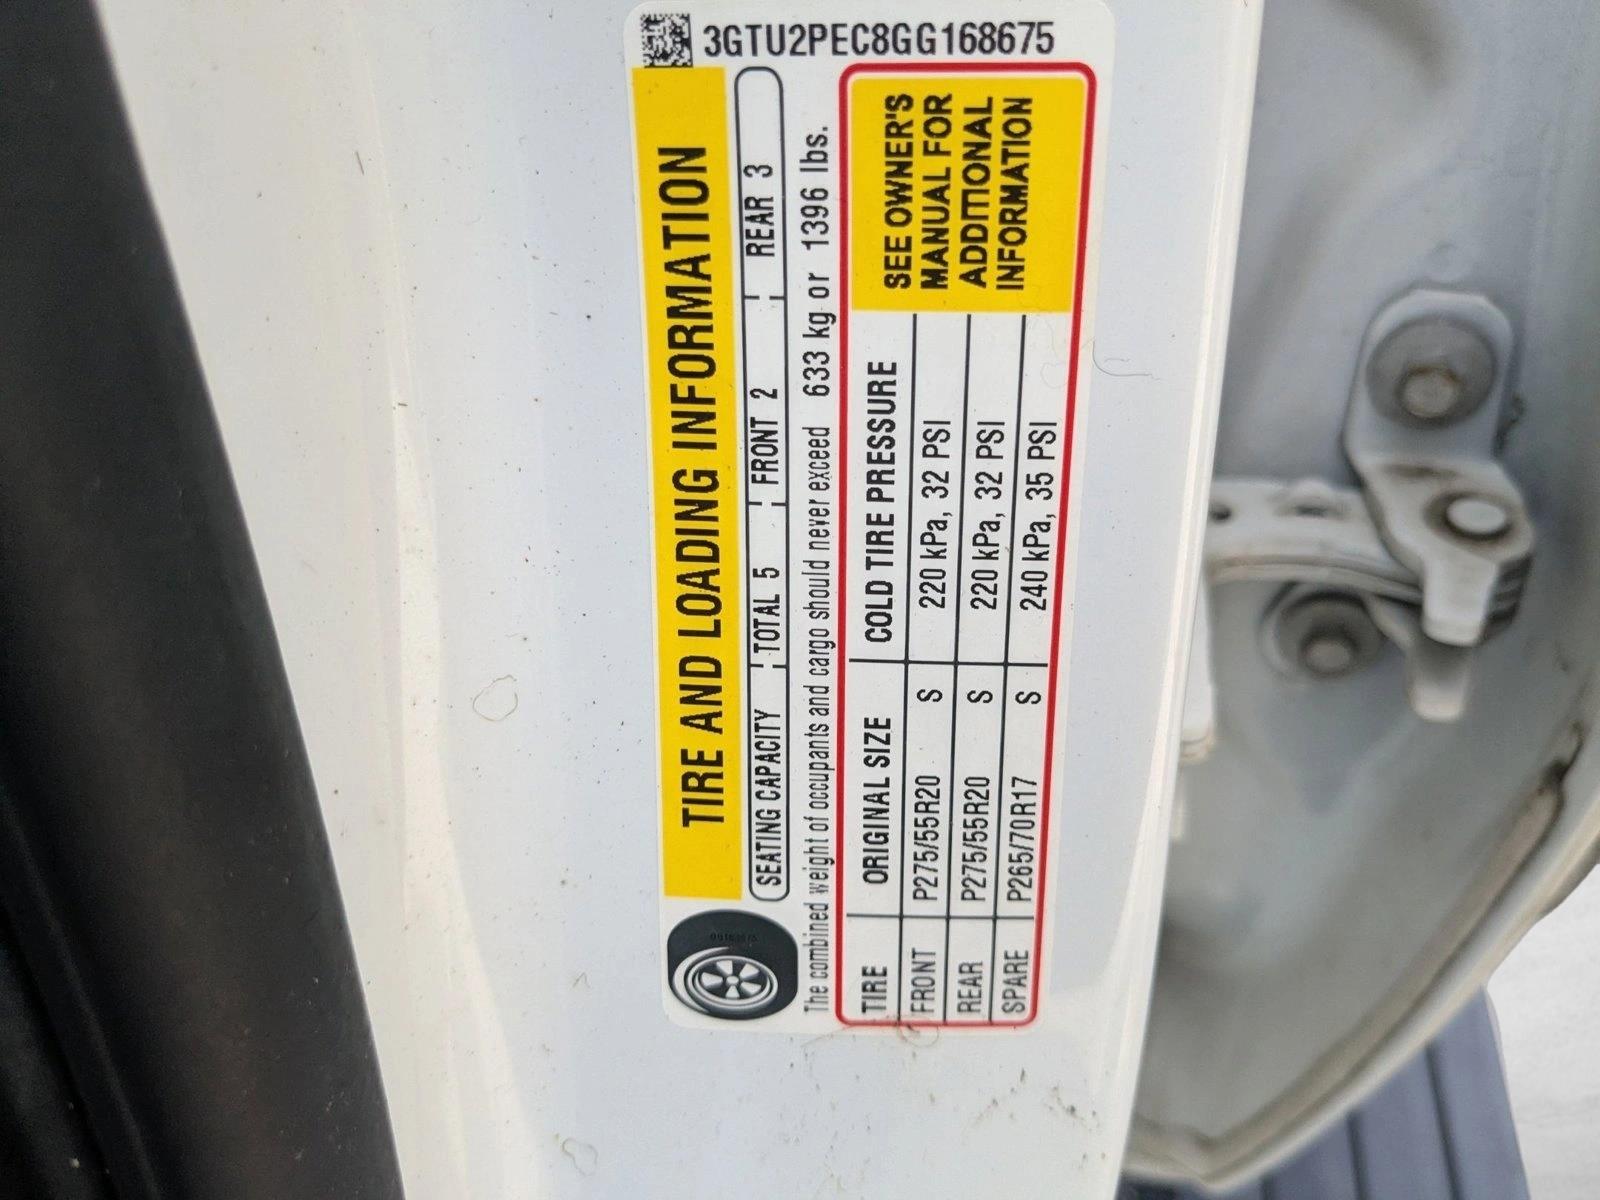 3GTU2PEC8GG168675
TIRE AND LOADING INFORMATION
SEATING CAPACITY TOTAL 5 FRONT 2 REAR 3
The combined weight of occupants and cargo should never exceed 633 kg or 1396 lbs.
TIRE ORIGINAL SIZE COLD TIRE PRESSURE
FRONT P275/55R20 S 220 kPa, 32 PSI
REAR P275/55R20 S 220 kPa, 32 PSI
SPARE P265/70R17 S 240 kPa, 35 PSI
SEE OWNER'S
MANUAL FOR
ADDITIONAL
INFORMATION